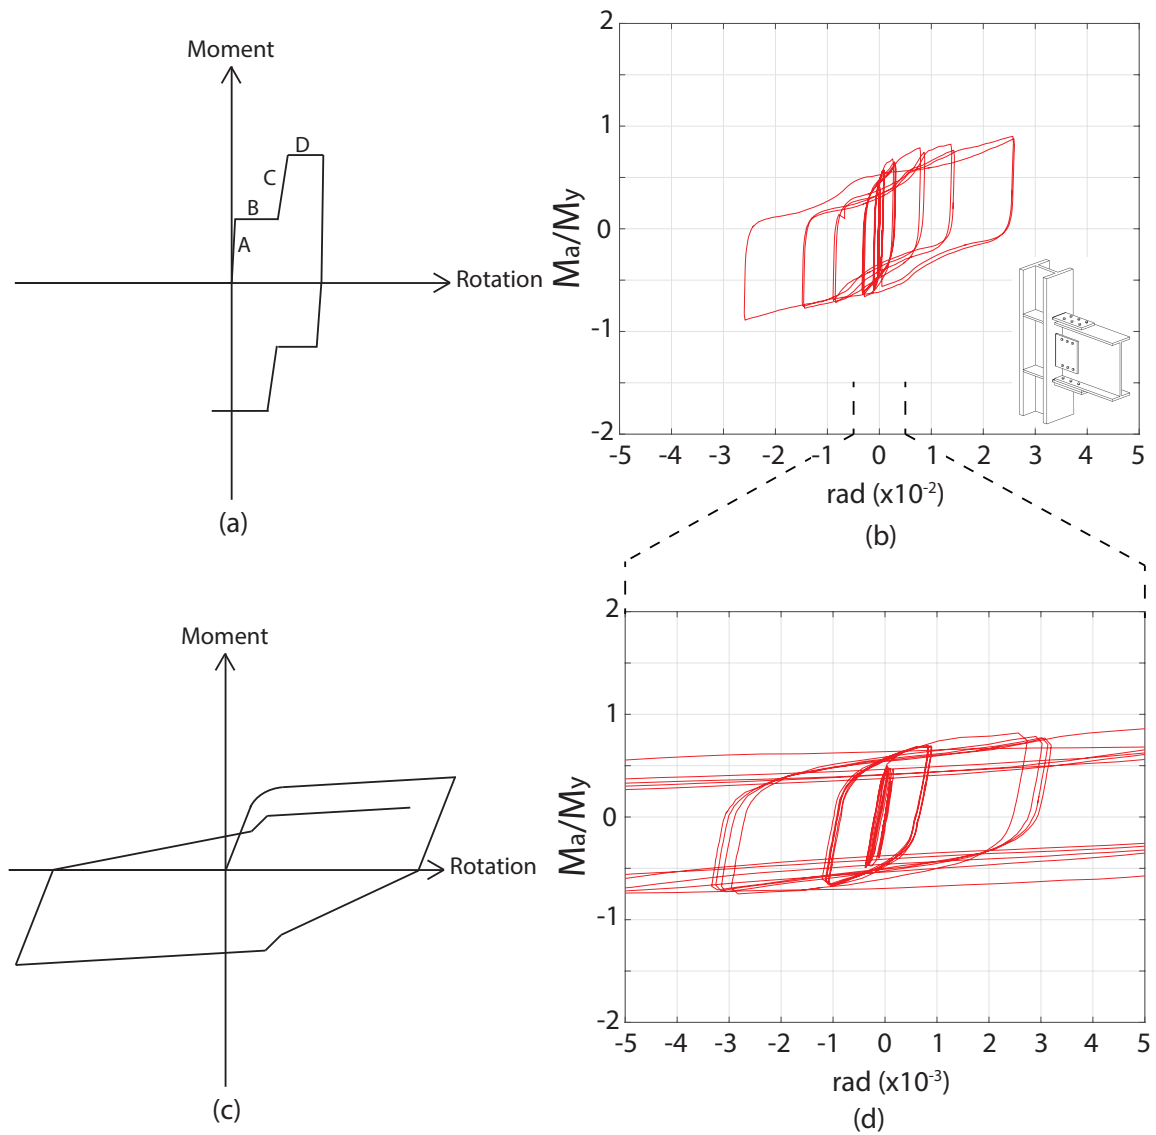 Moment
D
C
B
A
Rotation
(a)
2
1
0
-1
-2
Ma/My
-5 -4 -3 -2 -1 0 1 2 3 4 5
rad (x10-2)
(b)
Moment
Rotation
(c)
2
1
0
-1
-2
Ma/My
-5 -4 -3 -2 -1 0 1 2 3 4 5
rad (x10-3)
(d)